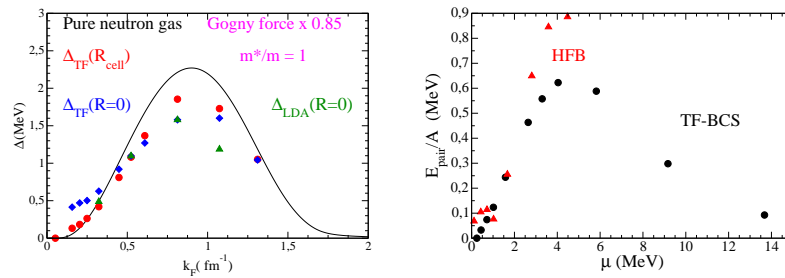 Pure neutron gas
Gogny force x 0.85
Δ_TF(R_cell)
m*/m = 1
Δ_TF(R=0)
Δ_LDA(R=0)
Δ(MeV)
3,5
3
2,5
2
1,5
1
0,5
0
0
0,5
1
1,5
2
k_F( fm⁻¹)
HFB
TF-BCS
E_pair/A (MeV)
0,9
0,8
0,7
0,6
0,5
0,4
0,3
0,2
0,1
0
0
2
4
6
8
10
12
14
μ (MeV)